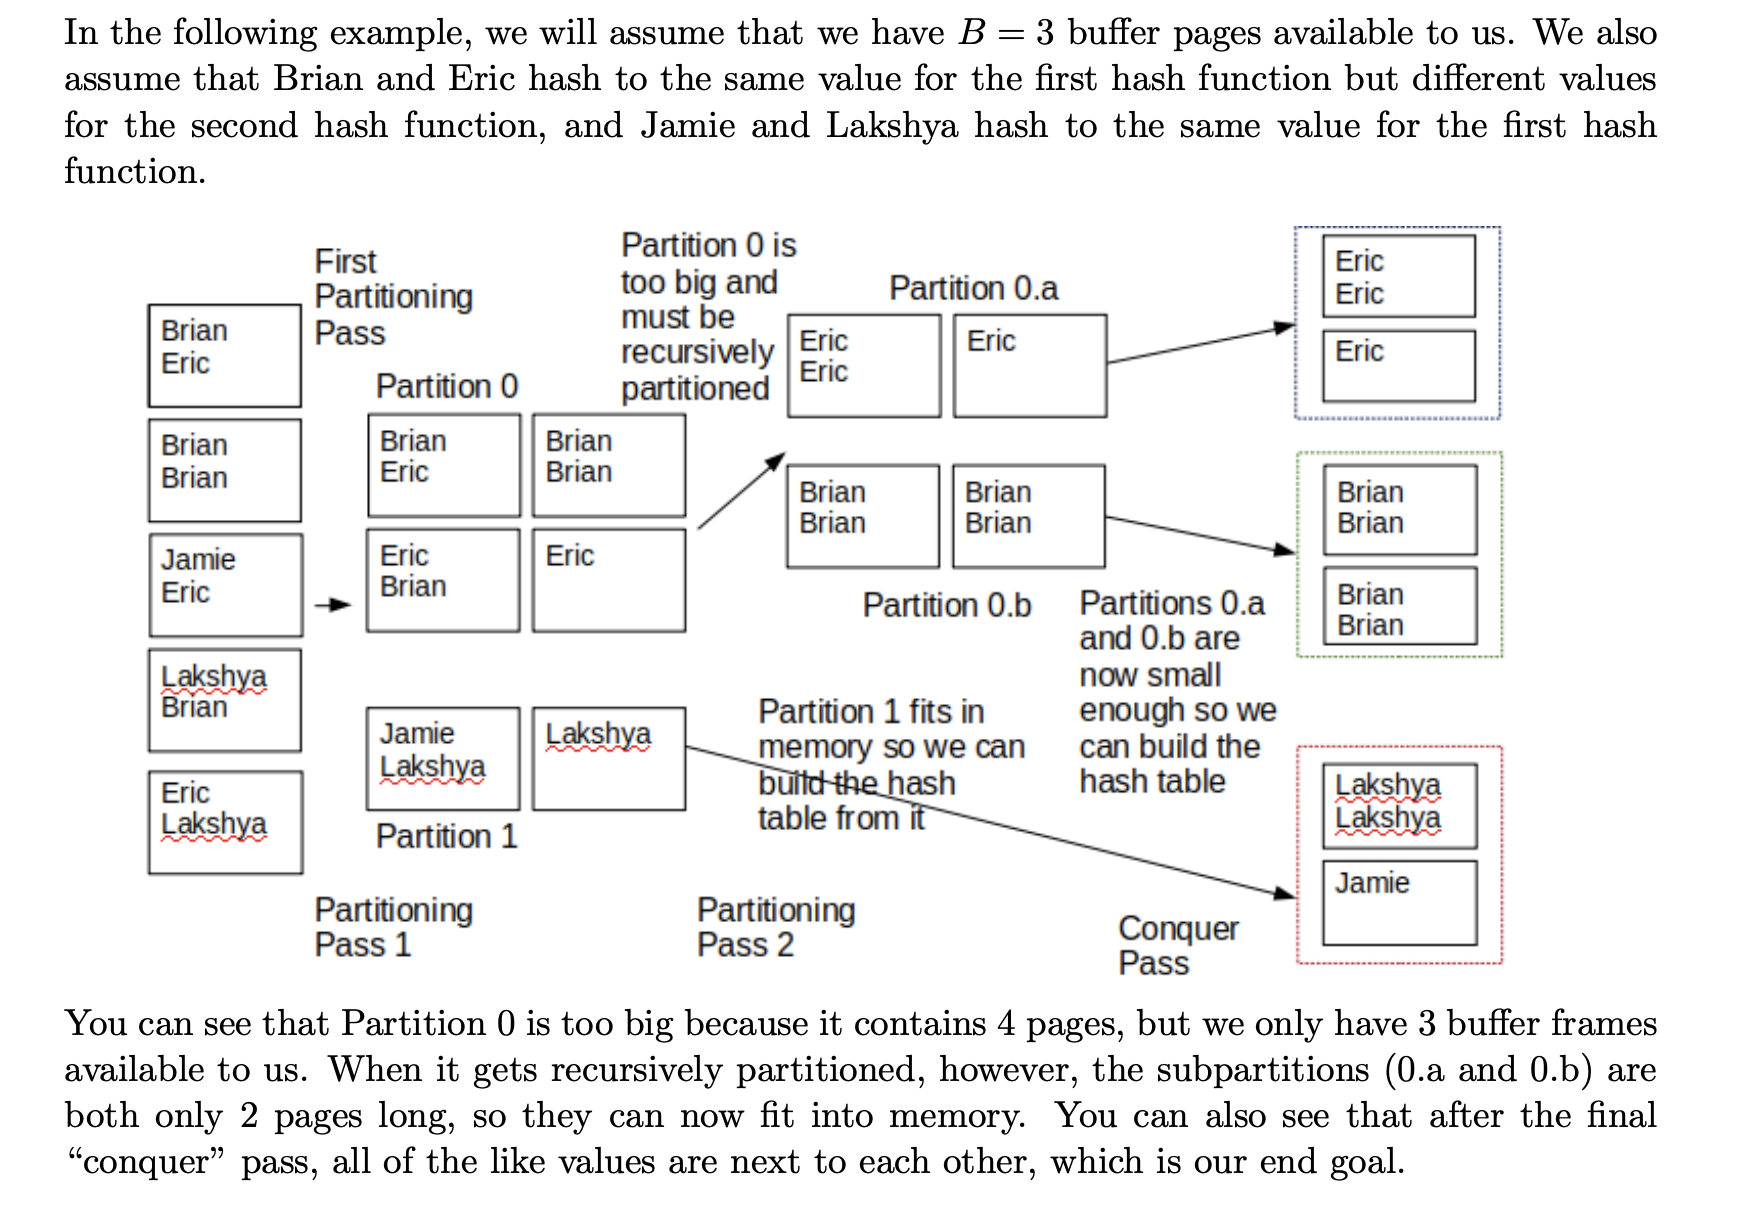 In the following example, we will assume that we have B = 3 buffer pages available to us. We also
assume that Brian and Eric hash to the same value for the first hash function but different values
for the second hash function, and Jamie and Lakshya hash to the same value for the first hash
function.
Brian
Eric
Brian
Brian
Jamie
Eric
Lakshya
Brian
Eric
Lakshya
First
Partitioning
Pass
Partition 0
Brian
Eric
Brian
Brian
Eric
Brian
Eric
Jamie
Lakshya
Lakshya
Partition 1
Partitioning
Pass 1
Partition 0 is
too big and
must be
recursively
partitioned
Partition 0.a
Eric
Eric
Eric
Brian
Brian
Brian
Brian
Partition 0.b
Partition 1 fits in
memory so we can
build the hash
table from it
Partitioning
Pass 2
Partitions 0.a
and 0.b are
now small
enough so we
can build the
hash table
Conquer
Pass
Eric
Eric
Eric
Brian
Brian
Brian
Brian
Lakshya
Lakshya
Jamie
You can see that Partition 0 is too big because it contains 4 pages, but we only have 3 buffer frames
available to us. When it gets recursively partitioned, however, the subpartitions (0.a and 0.b) are
both only 2 pages long, so they can now fit into memory. You can also see that after the final
“conquer” pass, all of the like values are next to each other, which is our end goal.